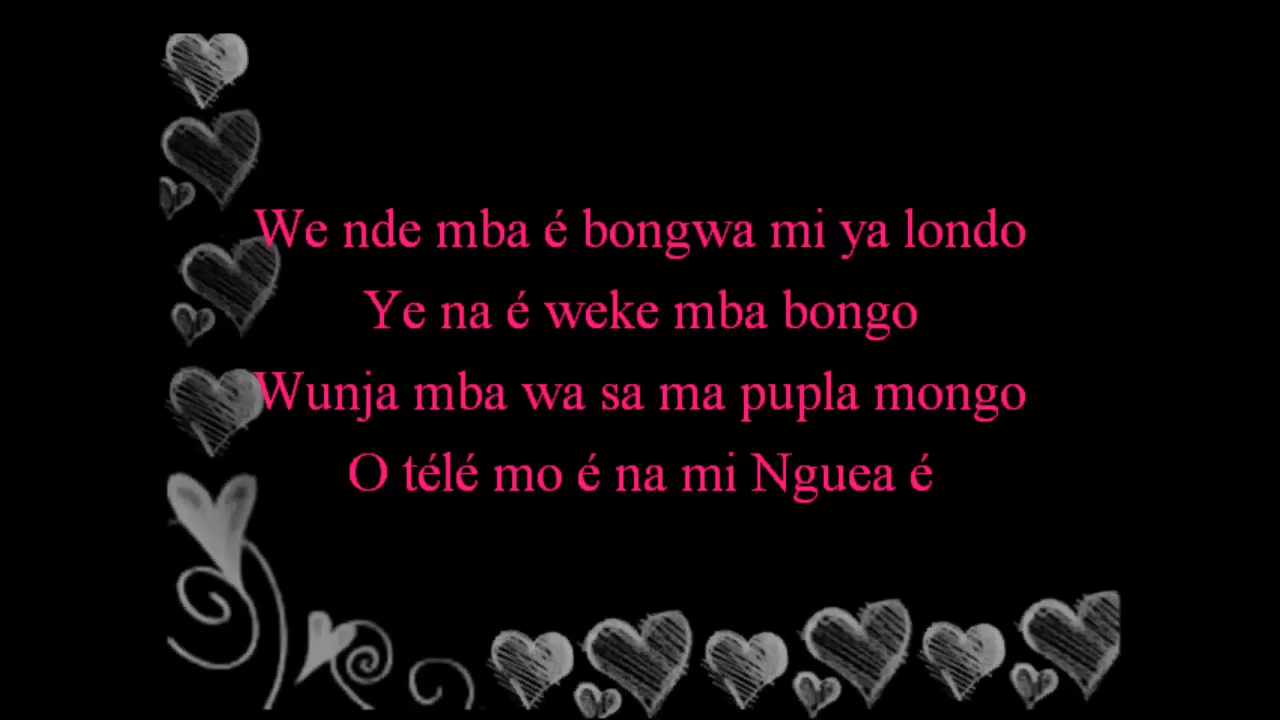 We nde mba é bongwa mi ya londo
Ye na é weke mba bongo
Wunja mba wa sa ma pupla mongo
O télé mo é na mi Nguea é